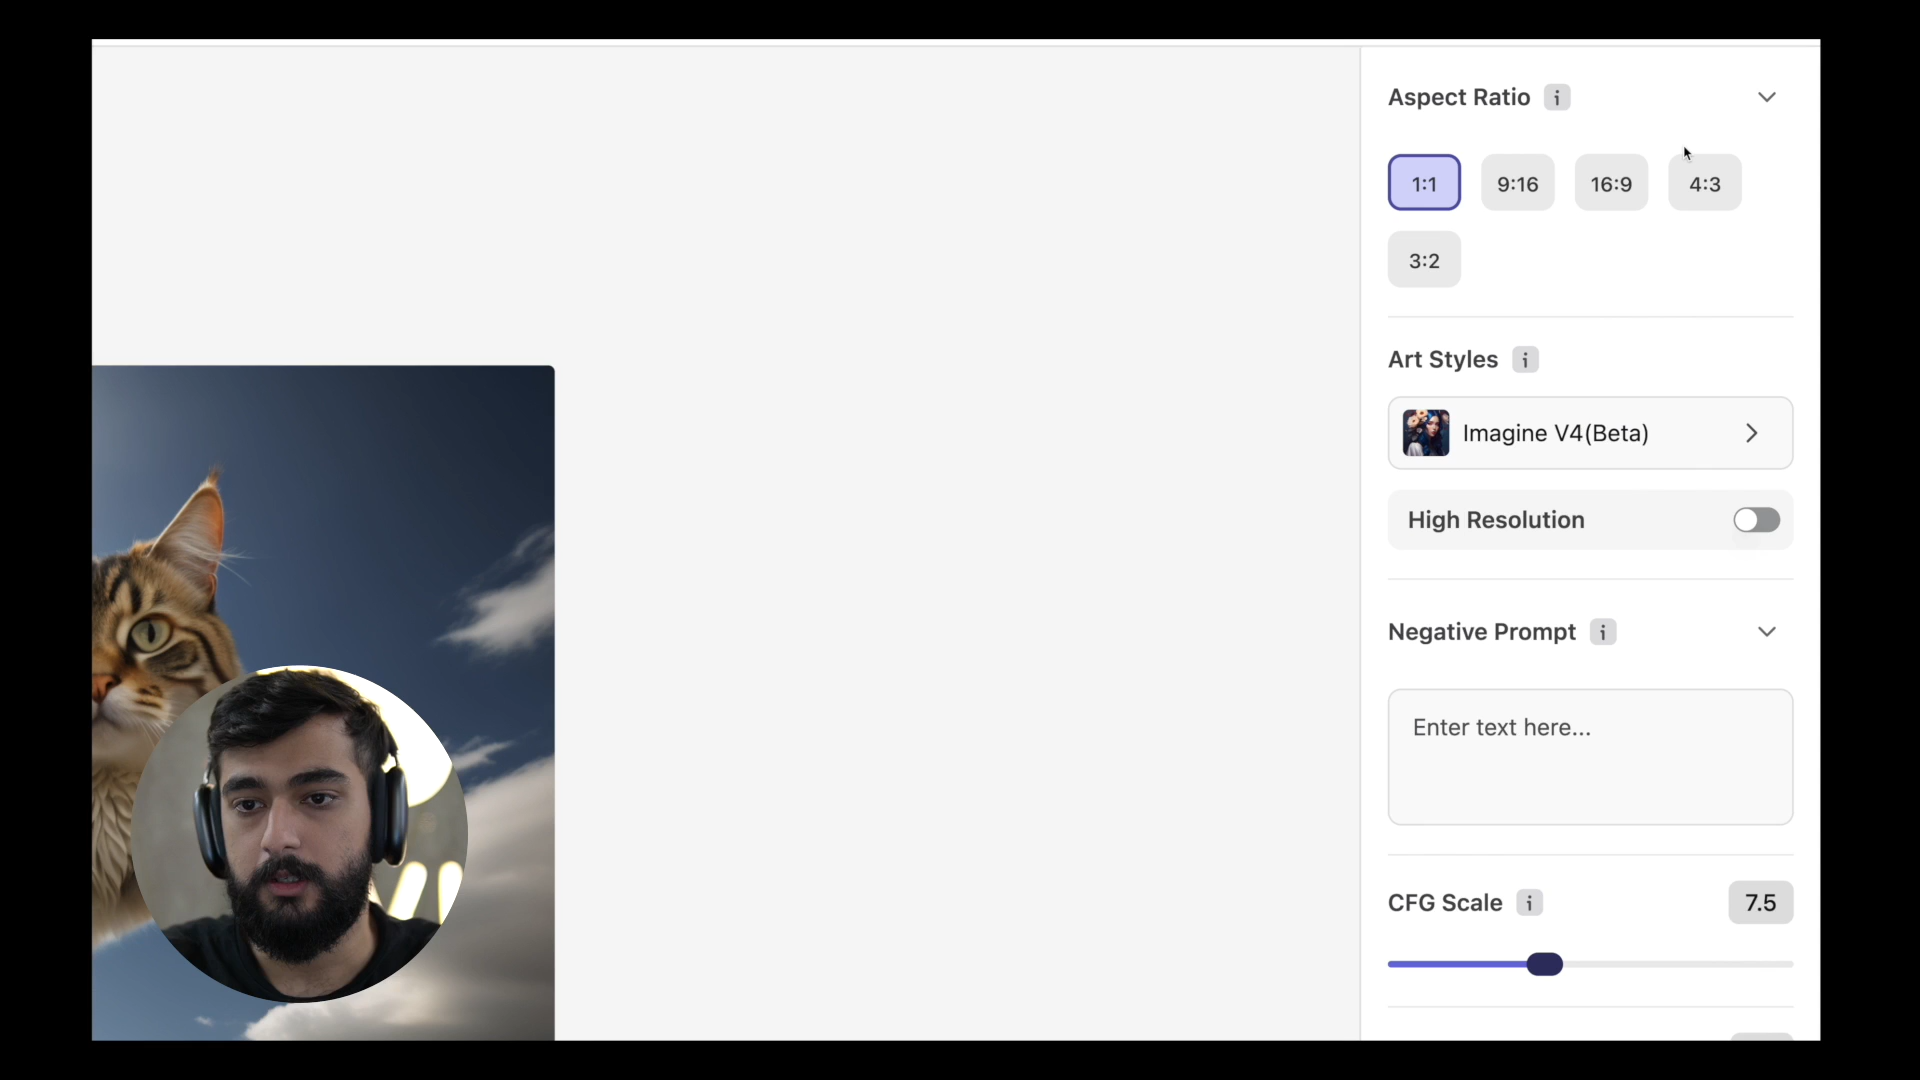 Aspect Ratio i
1:1 9:16 16:9 4:3
3:2
Art Styles i
Imagine V4(Beta)
High Resolution
Negative Prompt i
Enter text here...
CFG Scale i 7.5